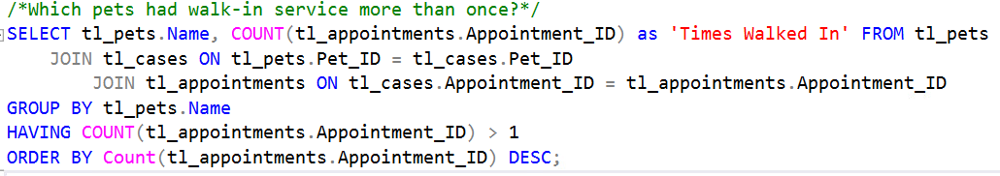 /*Which pets had walk-in service more than once?*/
SELECT tl_pets.Name, COUNT(tl_appointments.Appointment_ID) as 'Times Walked In' FROM tl_pets
    JOIN tl_cases ON tl_pets.Pet_ID = tl_cases.Pet_ID
        JOIN tl_appointments ON tl_cases.Appointment_ID = tl_appointments.Appointment_ID
GROUP BY tl_pets.Name
HAVING COUNT(tl_appointments.Appointment_ID) > 1
ORDER BY Count(tl_appointments.Appointment_ID) DESC;